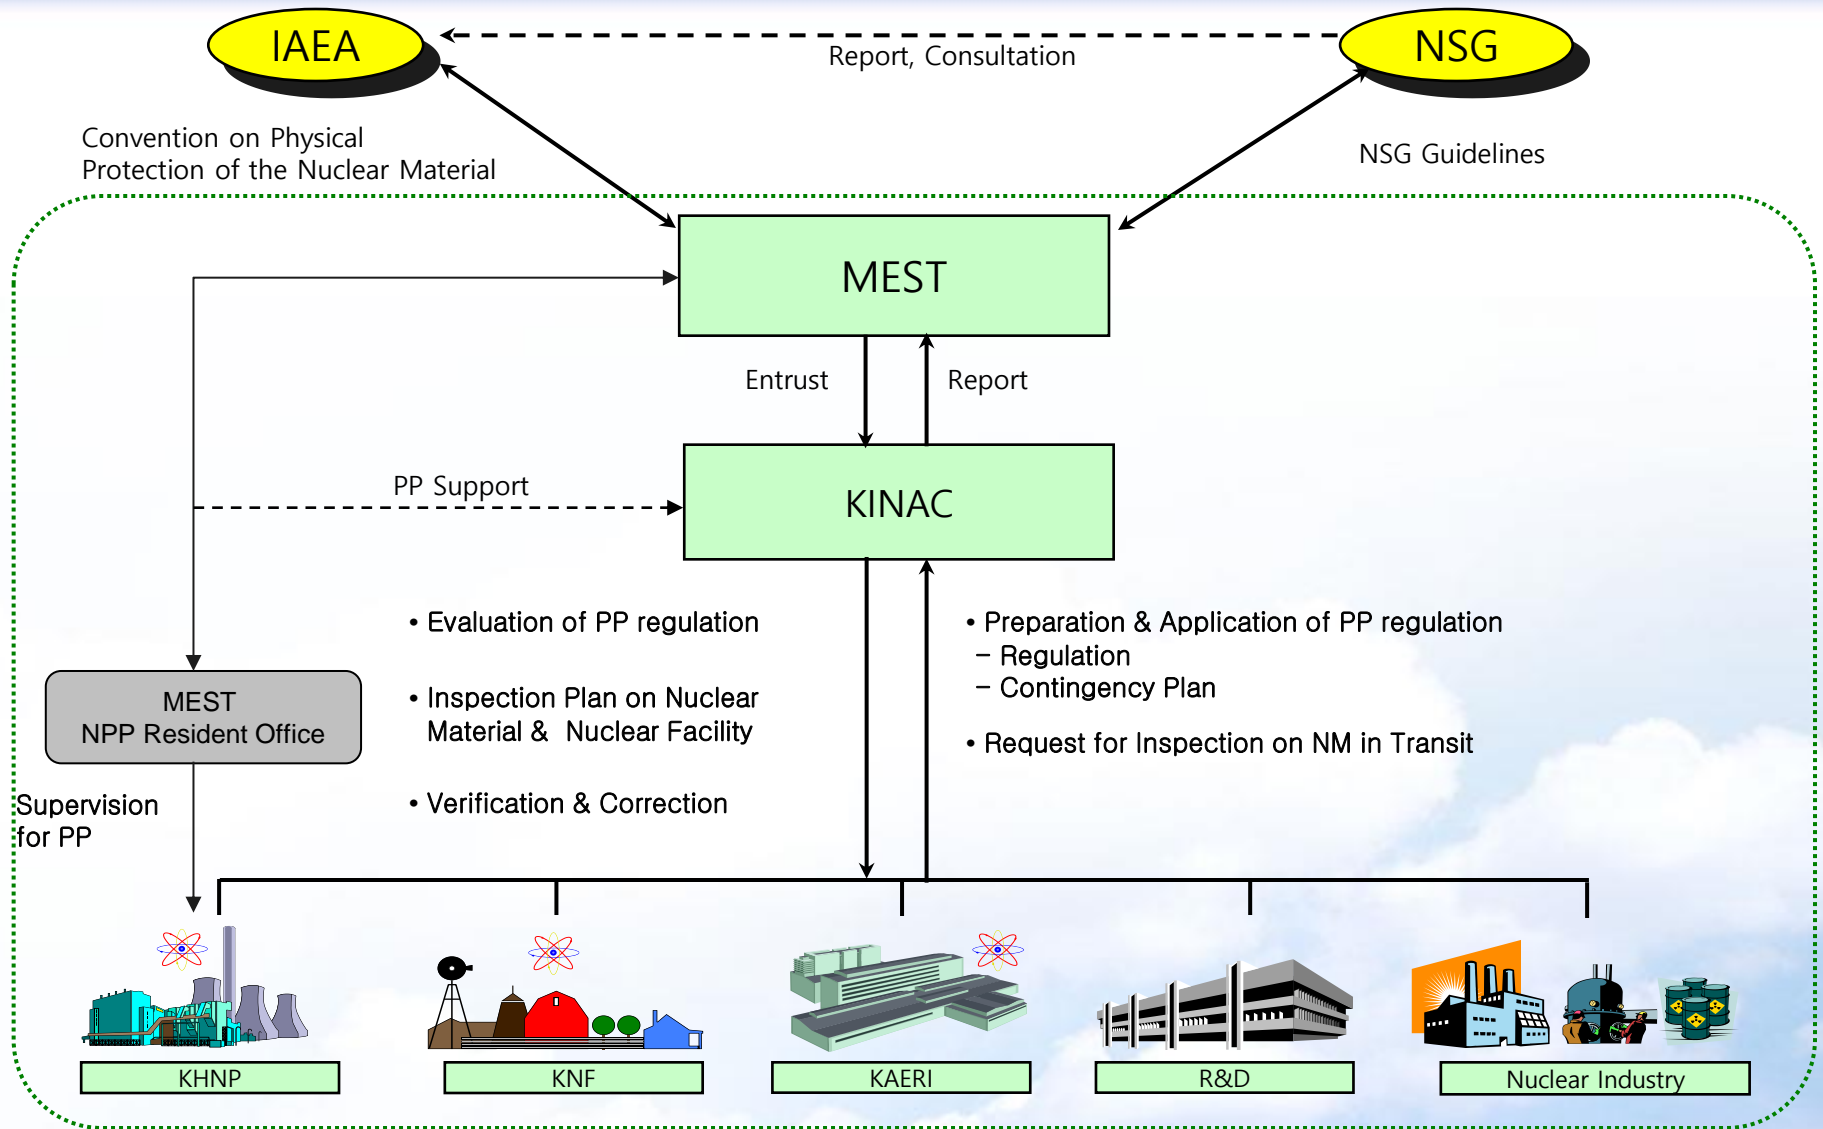 IAEA
NSG
Report, Consultation
Convention on Physical
Protection of the Nuclear Material
NSG Guidelines
MEST
Entrust
Report
PP Support
KINAC
• Evaluation of PP regulation
• Inspection Plan on Nuclear
Material &  Nuclear Facility
• Verification & Correction
• Preparation & Application of PP regulation
– Regulation
– Contingency Plan
• Request for Inspection on NM in Transit
MEST
NPP Resident Office
Supervision
for PP
KHNP
KNF
KAERI
R&D
Nuclear Industry